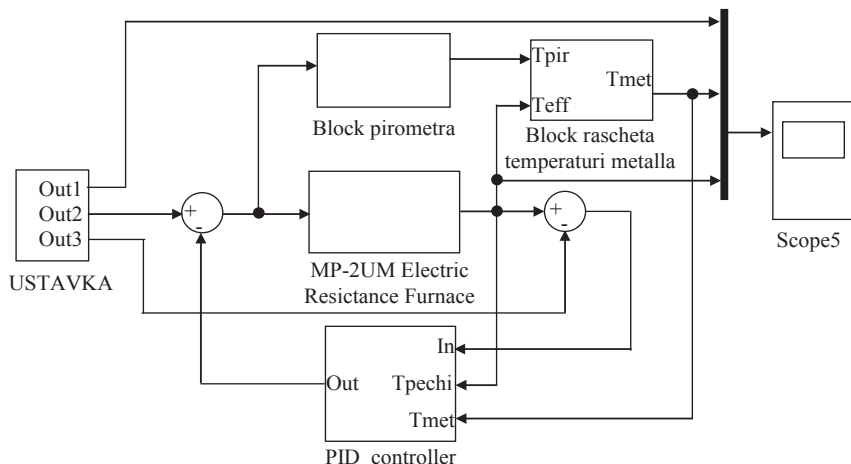 Tpir
Tmet
Teff
Block pirometra
Block rascheta
temperaturi metalla
Out1
Out2
Out3
+
-
+
-
USTAVKA
MP-2UM Electric
Resictance Furnace
Scope5
In
Out
Tpechi
Tmet
PID controller